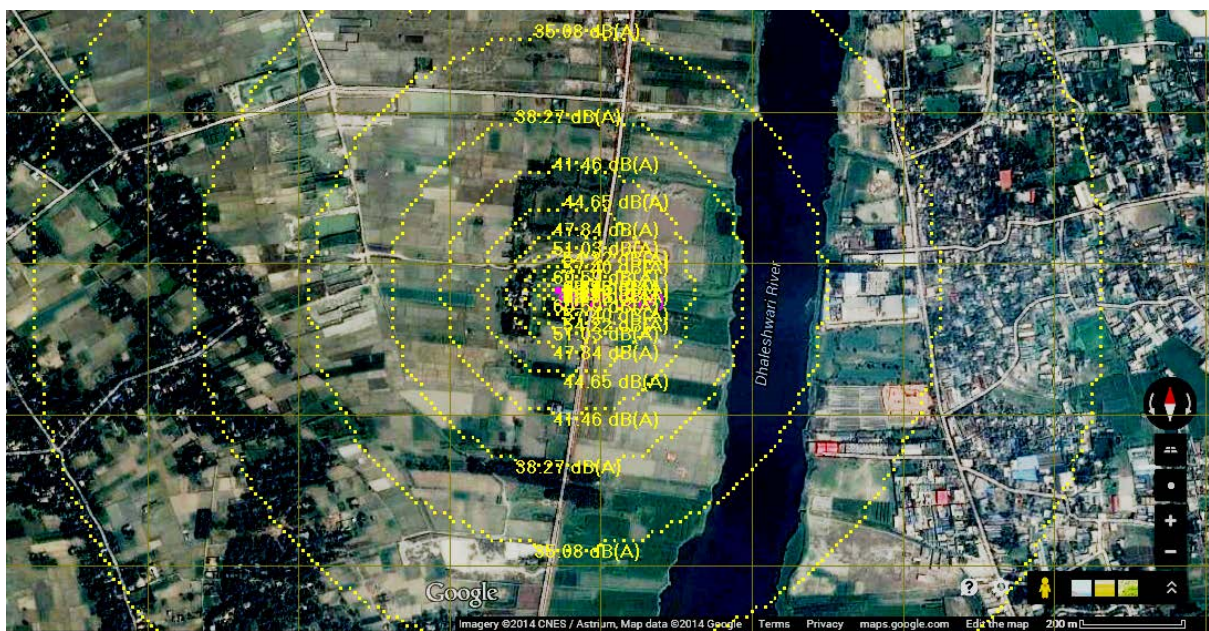 35.08 dB(A)
38.27 dB(A)
41.46 dB(A)
44.65 dB(A)
47.84 dB(A)
51.03 dB(A)
51.03 dB(A)
47.84 dB(A)
44.65 dB(A)
41.46 dB(A)
38.27 dB(A)
35.08 dB(A)
Dhaleshwari River
Google
Imagery ©2014 CNES / Astrium, Map data ©2014 Google Terms Privacy maps.google.com Edit the map 200 m